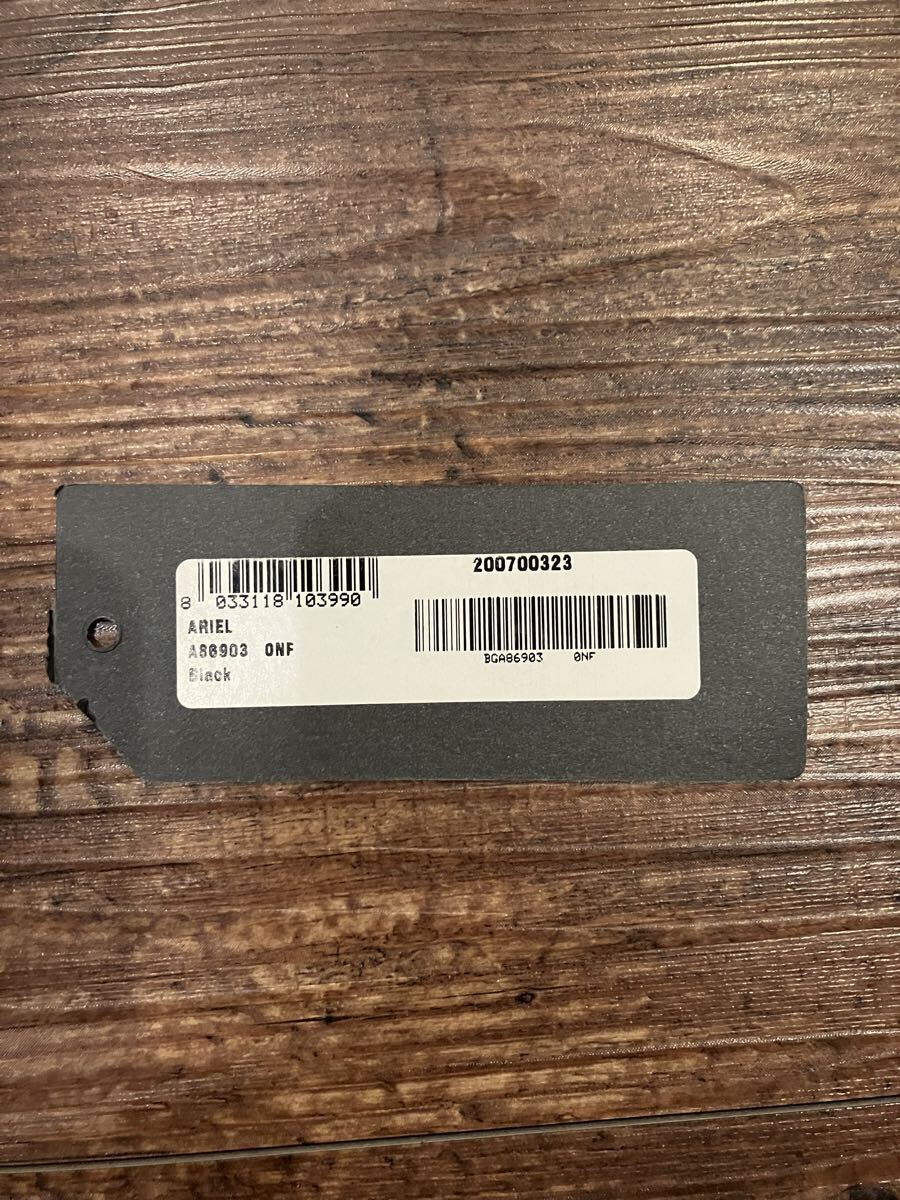 8 033118 103990
ARIEL
A86903 0NF
Black
200700323
BGA86903 0NF